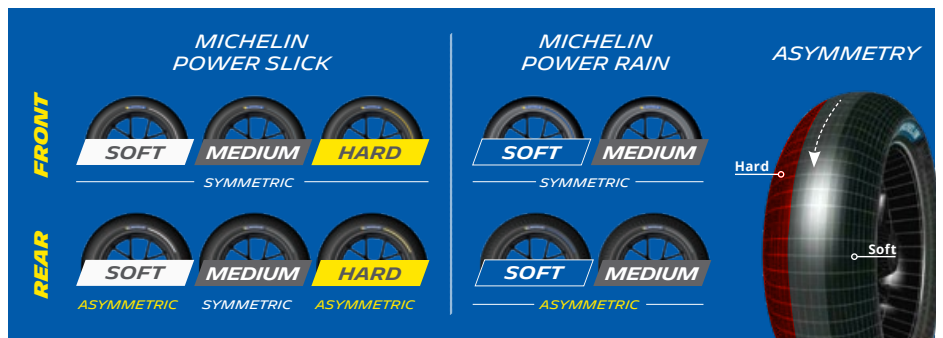 MICHELIN
POWER SLICK
MICHELIN
POWER RAIN
ASYMMETRY
FRONT
SOFT
MEDIUM
HARD
SOFT
MEDIUM
SYMMETRIC
SYMMETRIC
Hard
Soft
REAR
SOFT
MEDIUM
HARD
SOFT
MEDIUM
ASYMMETRIC
SYMMETRIC
ASYMMETRIC
ASYMMETRIC